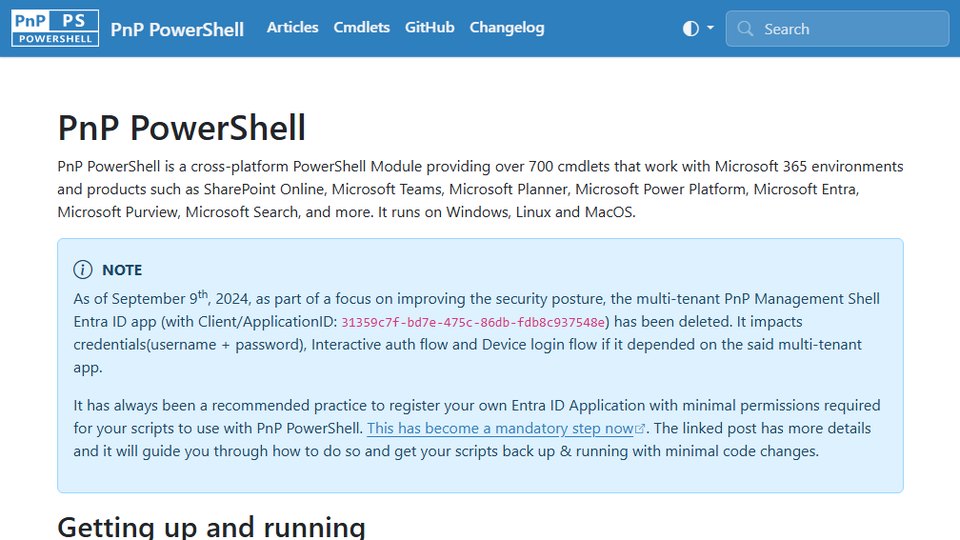 PnP PS
POWERSHELL
PnP PowerShell
Articles
Cmdlets
GitHub
Changelog
Search
PnP PowerShell
PnP PowerShell is a cross-platform PowerShell Module providing over 700 cmdlets that work with Microsoft 365 environments
and products such as SharePoint Online, Microsoft Teams, Microsoft Planner, Microsoft Power Platform, Microsoft Entra,
Microsoft Purview, Microsoft Search, and more. It runs on Windows, Linux and MacOS.
NOTE
As of September 9th, 2024, as part of a focus on improving the security posture, the multi-tenant PnP Management Shell
Entra ID app (with Client/ApplicationID: 31359c7f-bd7e-475c-86db-fdb8c937548e) has been deleted. It impacts
credentials(username + password), Interactive auth flow and Device login flow if it depended on the said multi-tenant
app.
It has always been a recommended practice to register your own Entra ID Application with minimal permissions required
for your scripts to use with PnP PowerShell. This has become a mandatory step now. The linked post has more details
and it will guide you through how to do so and get your scripts back up & running with minimal code changes.
Getting up and running